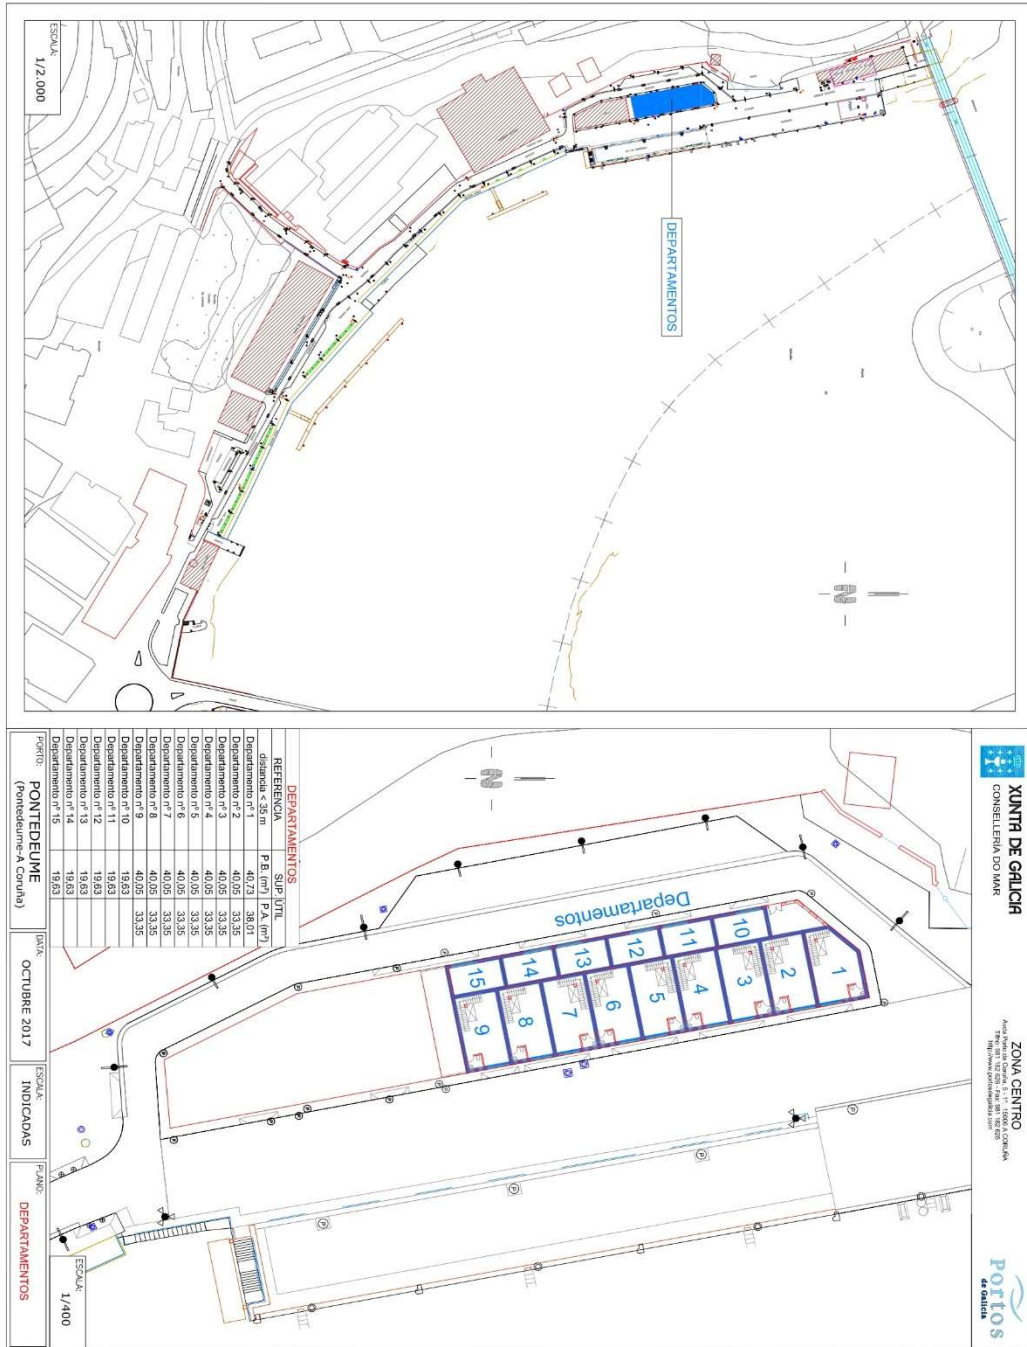 ESCALA:
1/2.000
DEPARTAMENTOS
N
XUNTA DE GALICIA
CONSELLERÍA DO MAR
ZONA CENTRO
Portos
de Galicia
N
Departamentos
1
2
3
4
5
6
7
8
9
10
11
12
13
14
15
DEPARTAMENTOS
REFERENCIA SUP. ÚTIL
distancia < 35 m P.B. (m²) P.A. (m²)
Departamento nº 1 40,73 38,01
Departamento nº 2 40,05 33,35
Departamento nº 3 40,05 33,35
Departamento nº 4 40,05 33,35
Departamento nº 5 40,05 33,35
Departamento nº 6 40,05 33,35
Departamento nº 7 40,05 33,35
Departamento nº 8 40,05 33,35
Departamento nº 9 40,05 33,35
Departamento nº 10 19,63
Departamento nº 11 19,63
Departamento nº 12 19,63
Departamento nº 13 19,63
Departamento nº 14 19,63
Departamento nº 15 19,63
ESCALA:
1/400
PORTO:
PONTEDEUME
(Pontedeume-A Coruña)
DATA:
OCTUBRE 2017
ESCALA:
INDICADAS
PLANO:
DEPARTAMENTOS